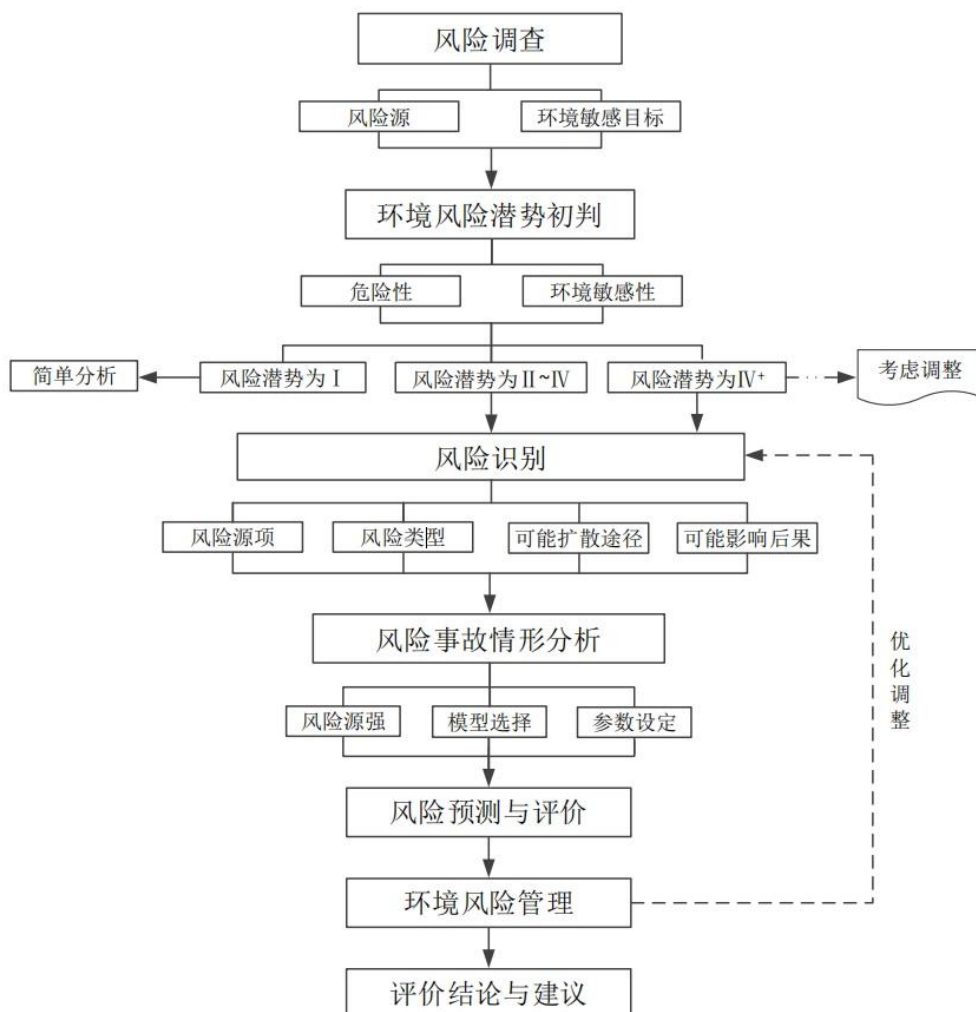 风险调查
风险源
环境敏感目标
环境风险潜势初判
危险性
环境敏感性
简单分析
风险潜势为Ⅰ
风险潜势为Ⅱ~Ⅳ
风险潜势为Ⅳ⁺
考虑调整
风险识别
风险源项
风险类型
可能扩散途径
可能影响后果
风险事故情形分析
优化调整
风险源强
模型选择
参数设定
风险预测与评价
环境风险管理
评价结论与建议